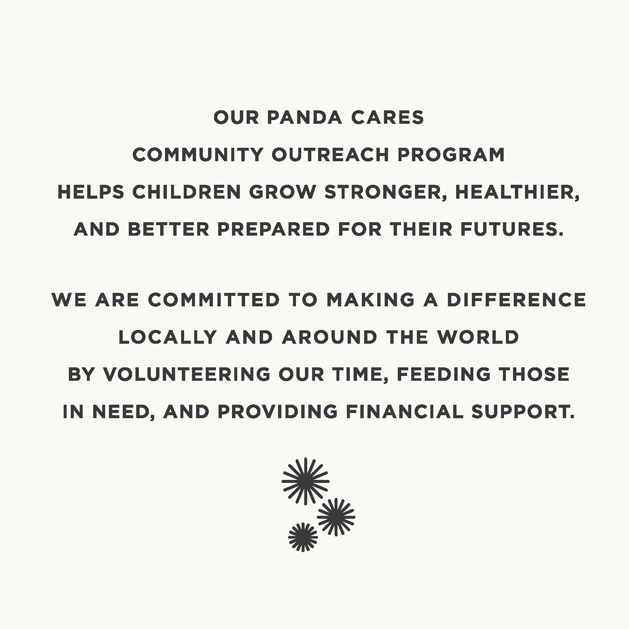 OUR PANDA CARES
COMMUNITY OUTREACH PROGRAM
HELPS CHILDREN GROW STRONGER, HEALTHIER,
AND BETTER PREPARED FOR THEIR FUTURES.
WE ARE COMMITTED TO MAKING A DIFFERENCE
LOCALLY AND AROUND THE WORLD
BY VOLUNTEERING OUR TIME, FEEDING THOSE
IN NEED, AND PROVIDING FINANCIAL SUPPORT.